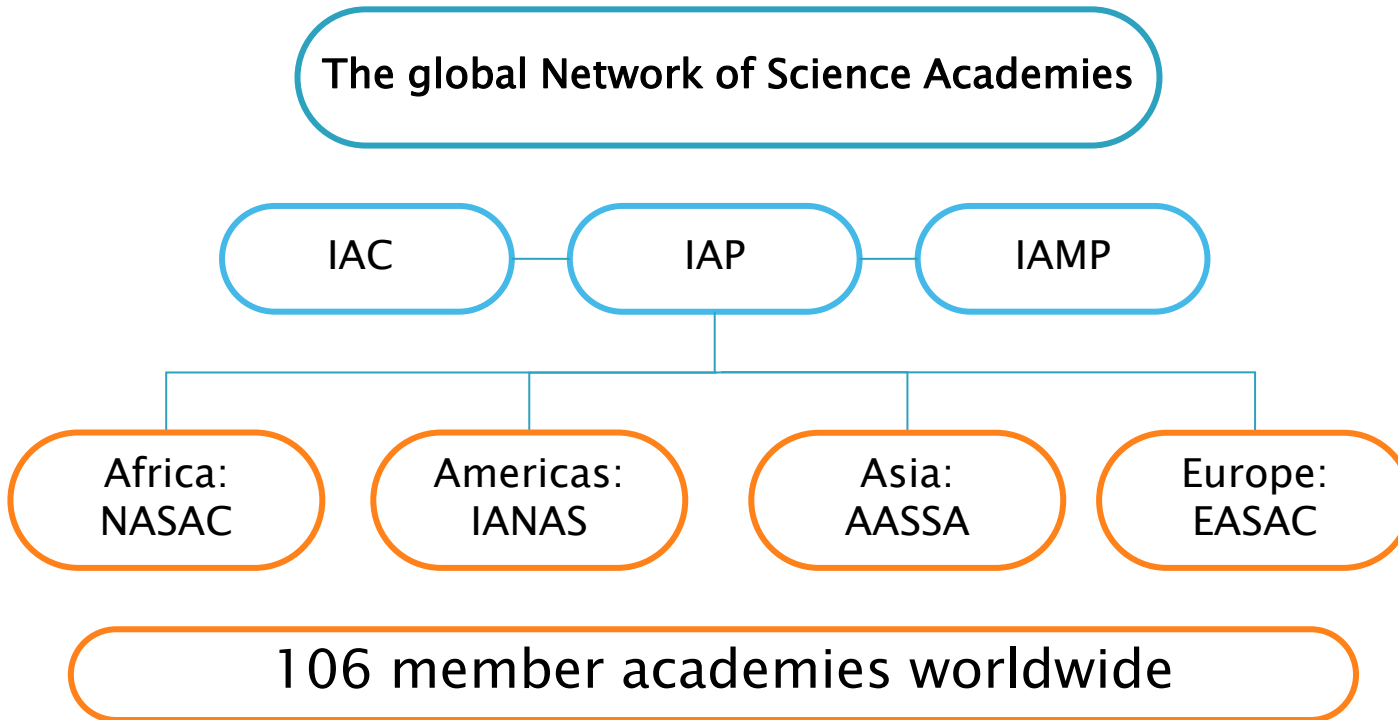 The global Network of Science Academies
IAC
IAP
IAMP
Africa:
NASAC
Americas:
IANAS
Asia:
AASSA
Europe:
EASAC
106 member academies worldwide